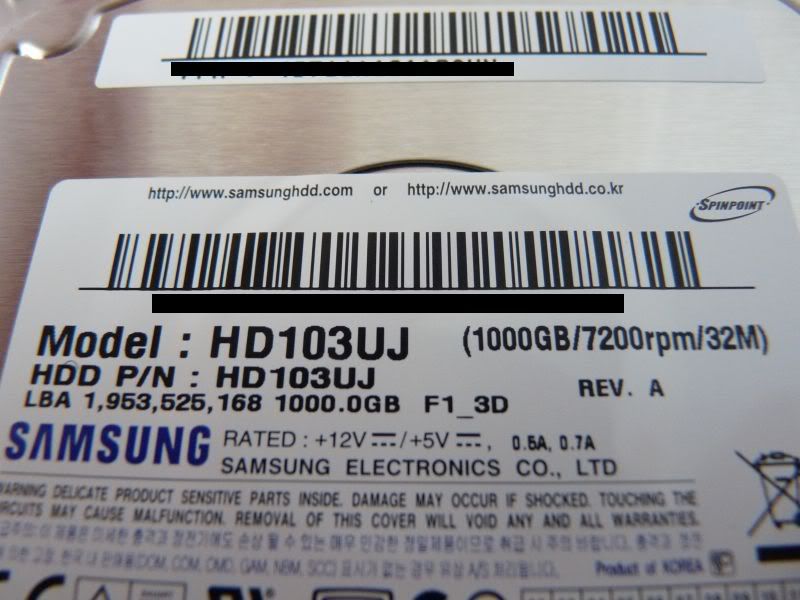 http://www.samsunghdd.com or http://www.samsunghdd.co.kr
SPINPOINT
Model : HD103UJ (1000GB/7200rpm/32M)
HDD P/N : HD103UJ REV. A
LBA 1,953,525,168 1000.0GB F1_3D
SAMSUNG RATED : +12V /+5V , 0.5A, 0.7A
SAMSUNG ELECTRONICS CO., LTD
WARNING DELICATE PRODUCT SENSITIVE PARTS INSIDE. DAMAGE MAY OCCUR IF SHOCKED. TOUCHING THE
CIRCUITS MAY CAUSE MALFUNCTION. REMOVAL OF THIS COVER WILL VOID ANY AND ALL WARRANTIES.
Product of KOREA